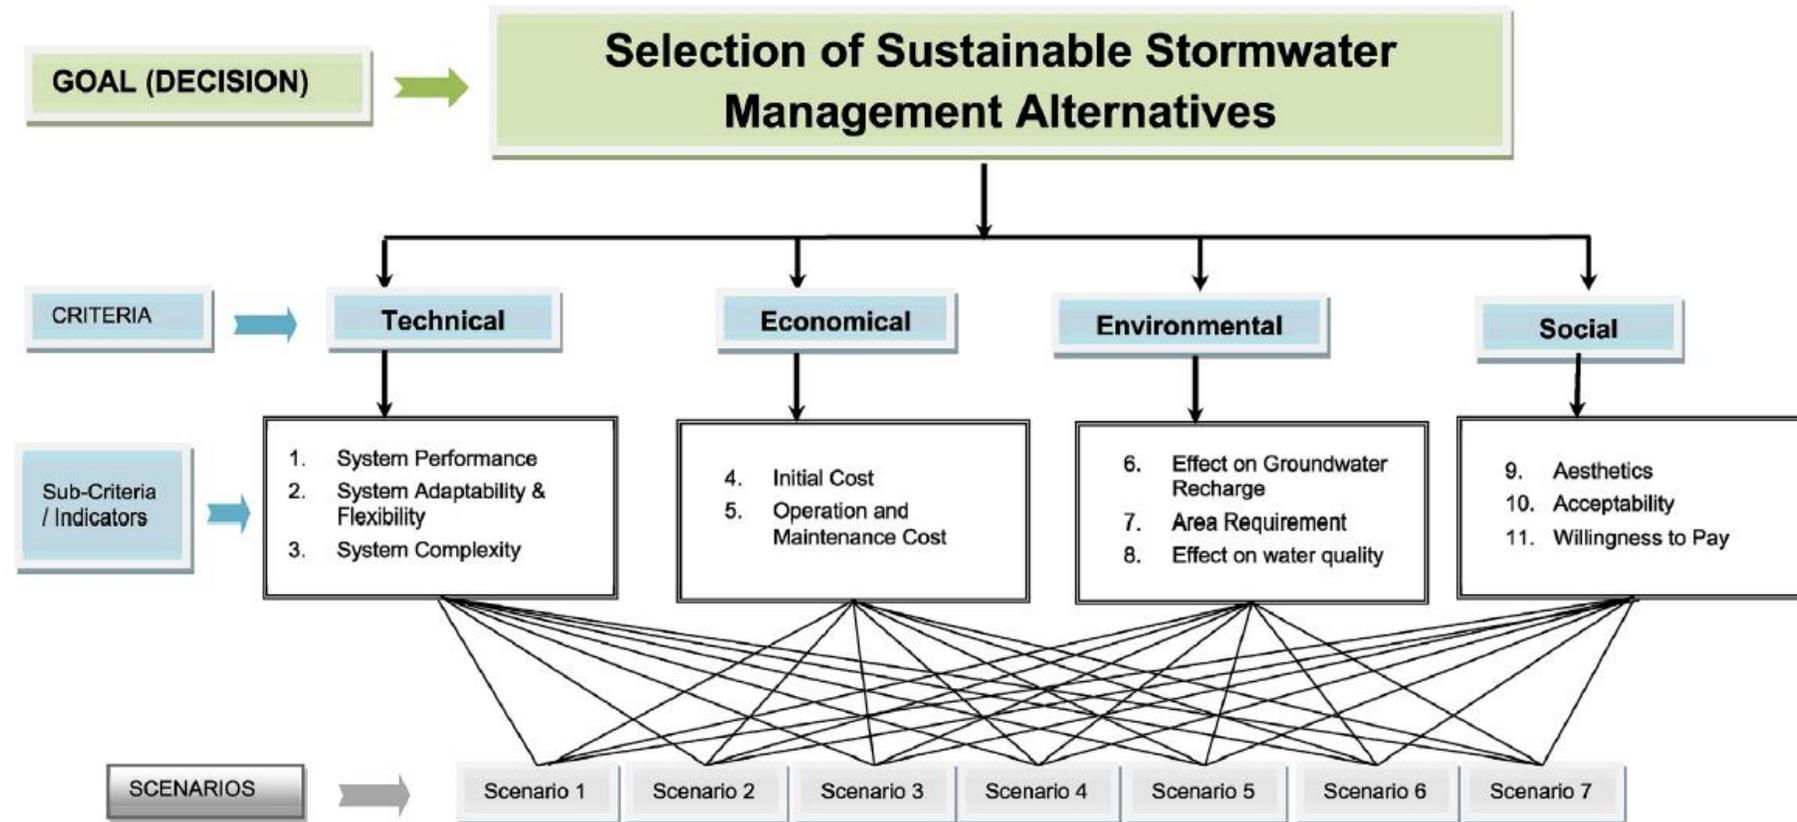 GOAL (DECISION)
Selection of Sustainable Stormwater
Management Alternatives
CRITERIA
Technical
Economical
Environmental
Social
Sub-Criteria
/ Indicators
1. System Performance
2. System Adaptability &
Flexibility
3. System Complexity
4. Initial Cost
5. Operation and
Maintenance Cost
6. Effect on Groundwater
Recharge
7. Area Requirement
8. Effect on water quality
9. Aesthetics
10. Acceptability
11. Willingness to Pay
SCENARIOS
Scenario 1
Scenario 2
Scenario 3
Scenario 4
Scenario 5
Scenario 6
Scenario 7